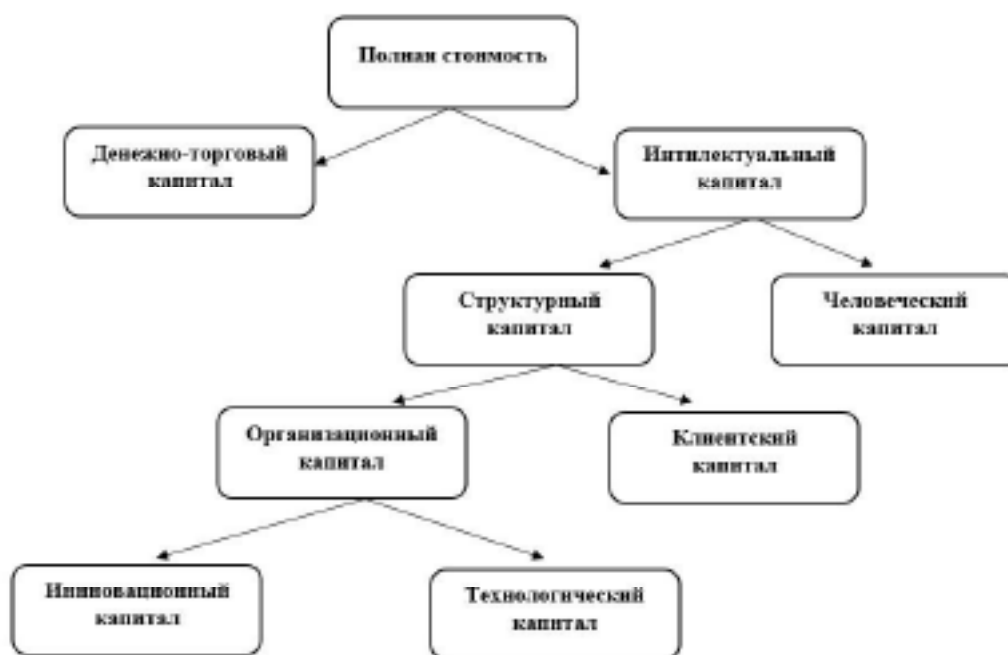 Полная стоимость
Денежно-торговый
капитал
Интилектуальный
капитал
Структурный
капитал
Человеческий
капитал
Организационный
капитал
Клиентский
капитал
Инновационный
капитал
Технологический
капитал